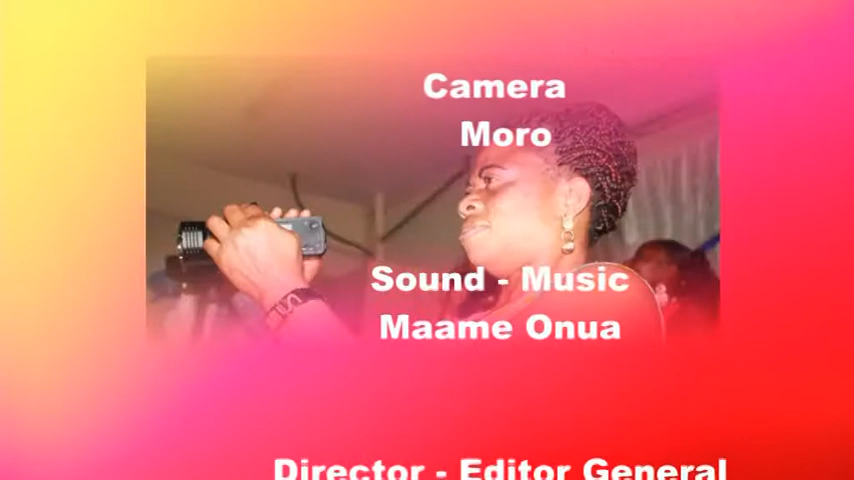 Camera
Moro
Sound - Music
Maame Onua
Director - Editor General